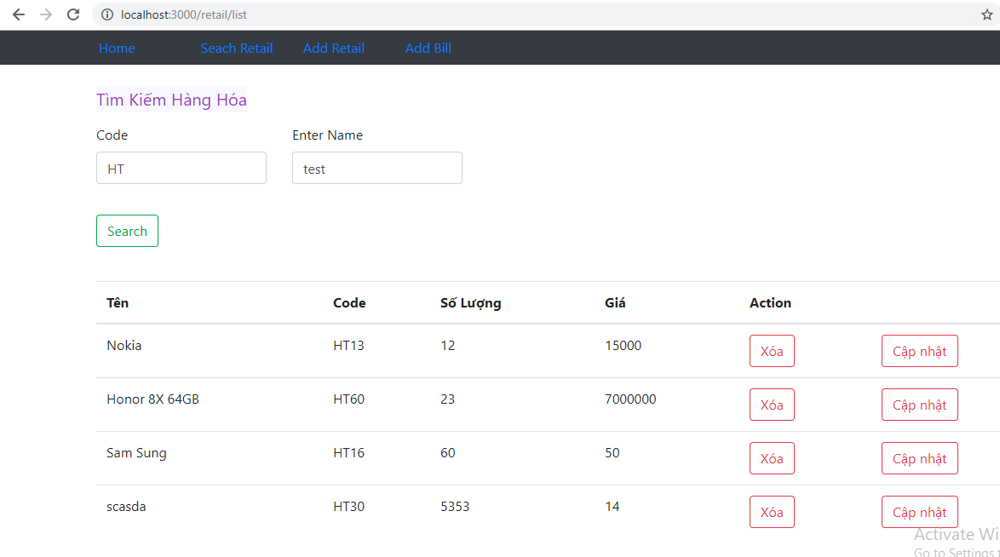 localhost:3000/retail/list
Home Seach Retail Add Retail Add Bill
Tìm Kiếm Hàng Hóa
Code Enter Name
HT test
Search
Tên Code Số Lượng Giá Action
Nokia HT13 12 15000 Xóa Cập nhật
Honor 8X 64GB HT60 23 7000000 Xóa Cập nhật
Sam Sung HT16 60 50 Xóa Cập nhật
scasda HT30 5353 14 Xóa Cập nhật
Activate Wi
Go to Settings